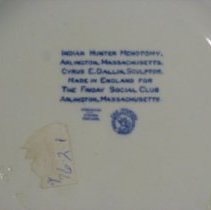 INDIAN HUNTER MENOTOMY.
ARLINGTON, MASSACHUSETTS.
CYRUS E. DALLIN, SCULPTOR.
MADE IN ENGLAND FOR
THE FRIDAY SOCIAL CLUB
ARLINGTON, MASSACHUSETTS